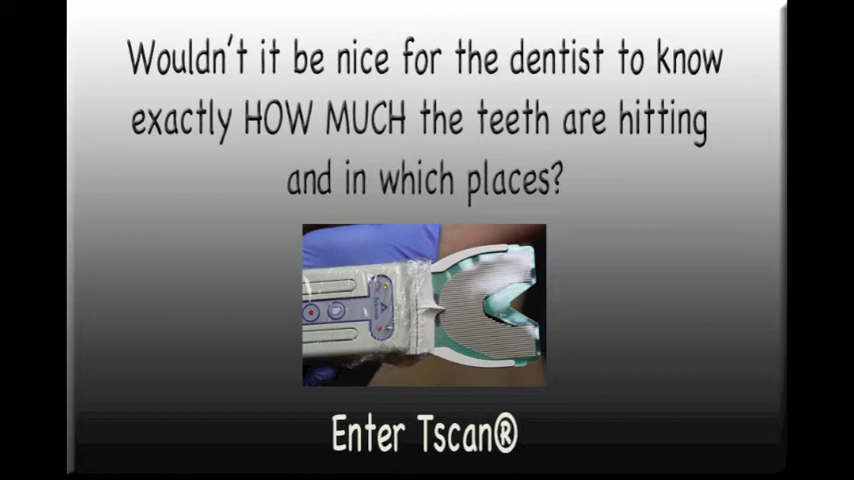 Wouldn't it be nice for the dentist to know
exactly HOW MUCH the teeth are hitting
and in which places?
Enter Tscan®